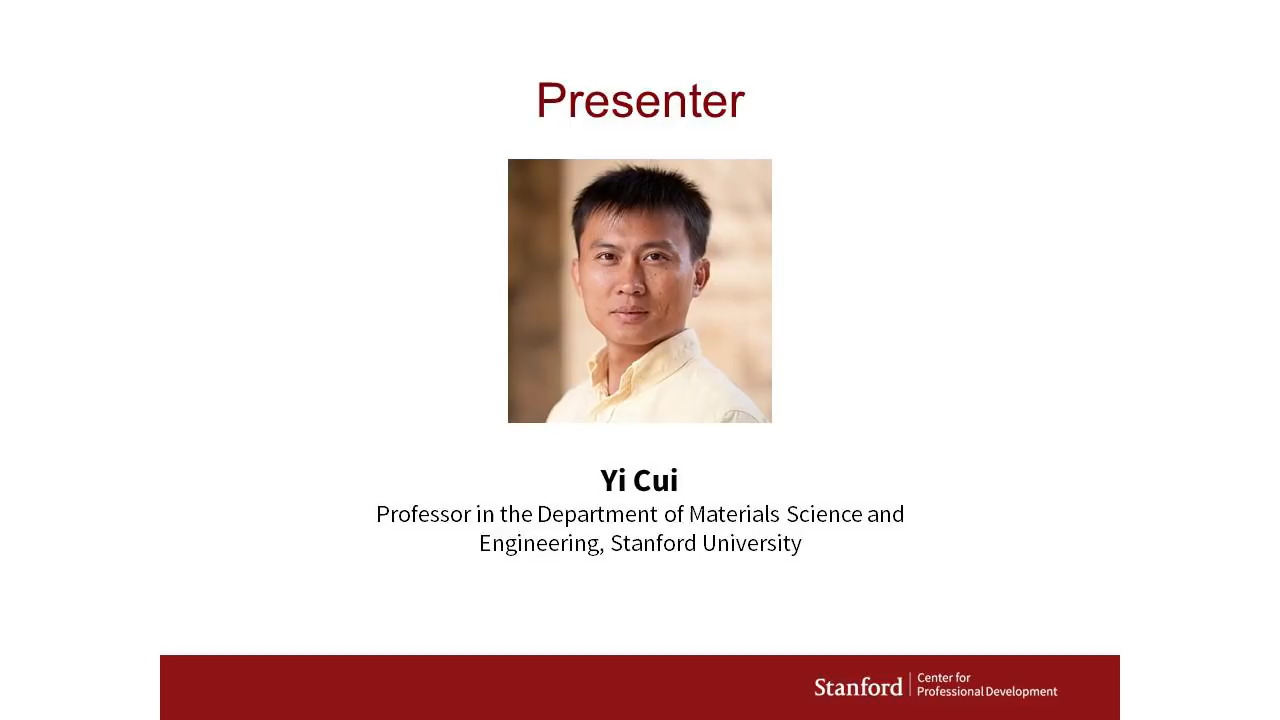 Presenter
Yi Cui
Professor in the Department of Materials Science and
Engineering, Stanford University
Stanford
Center for
Professional Development